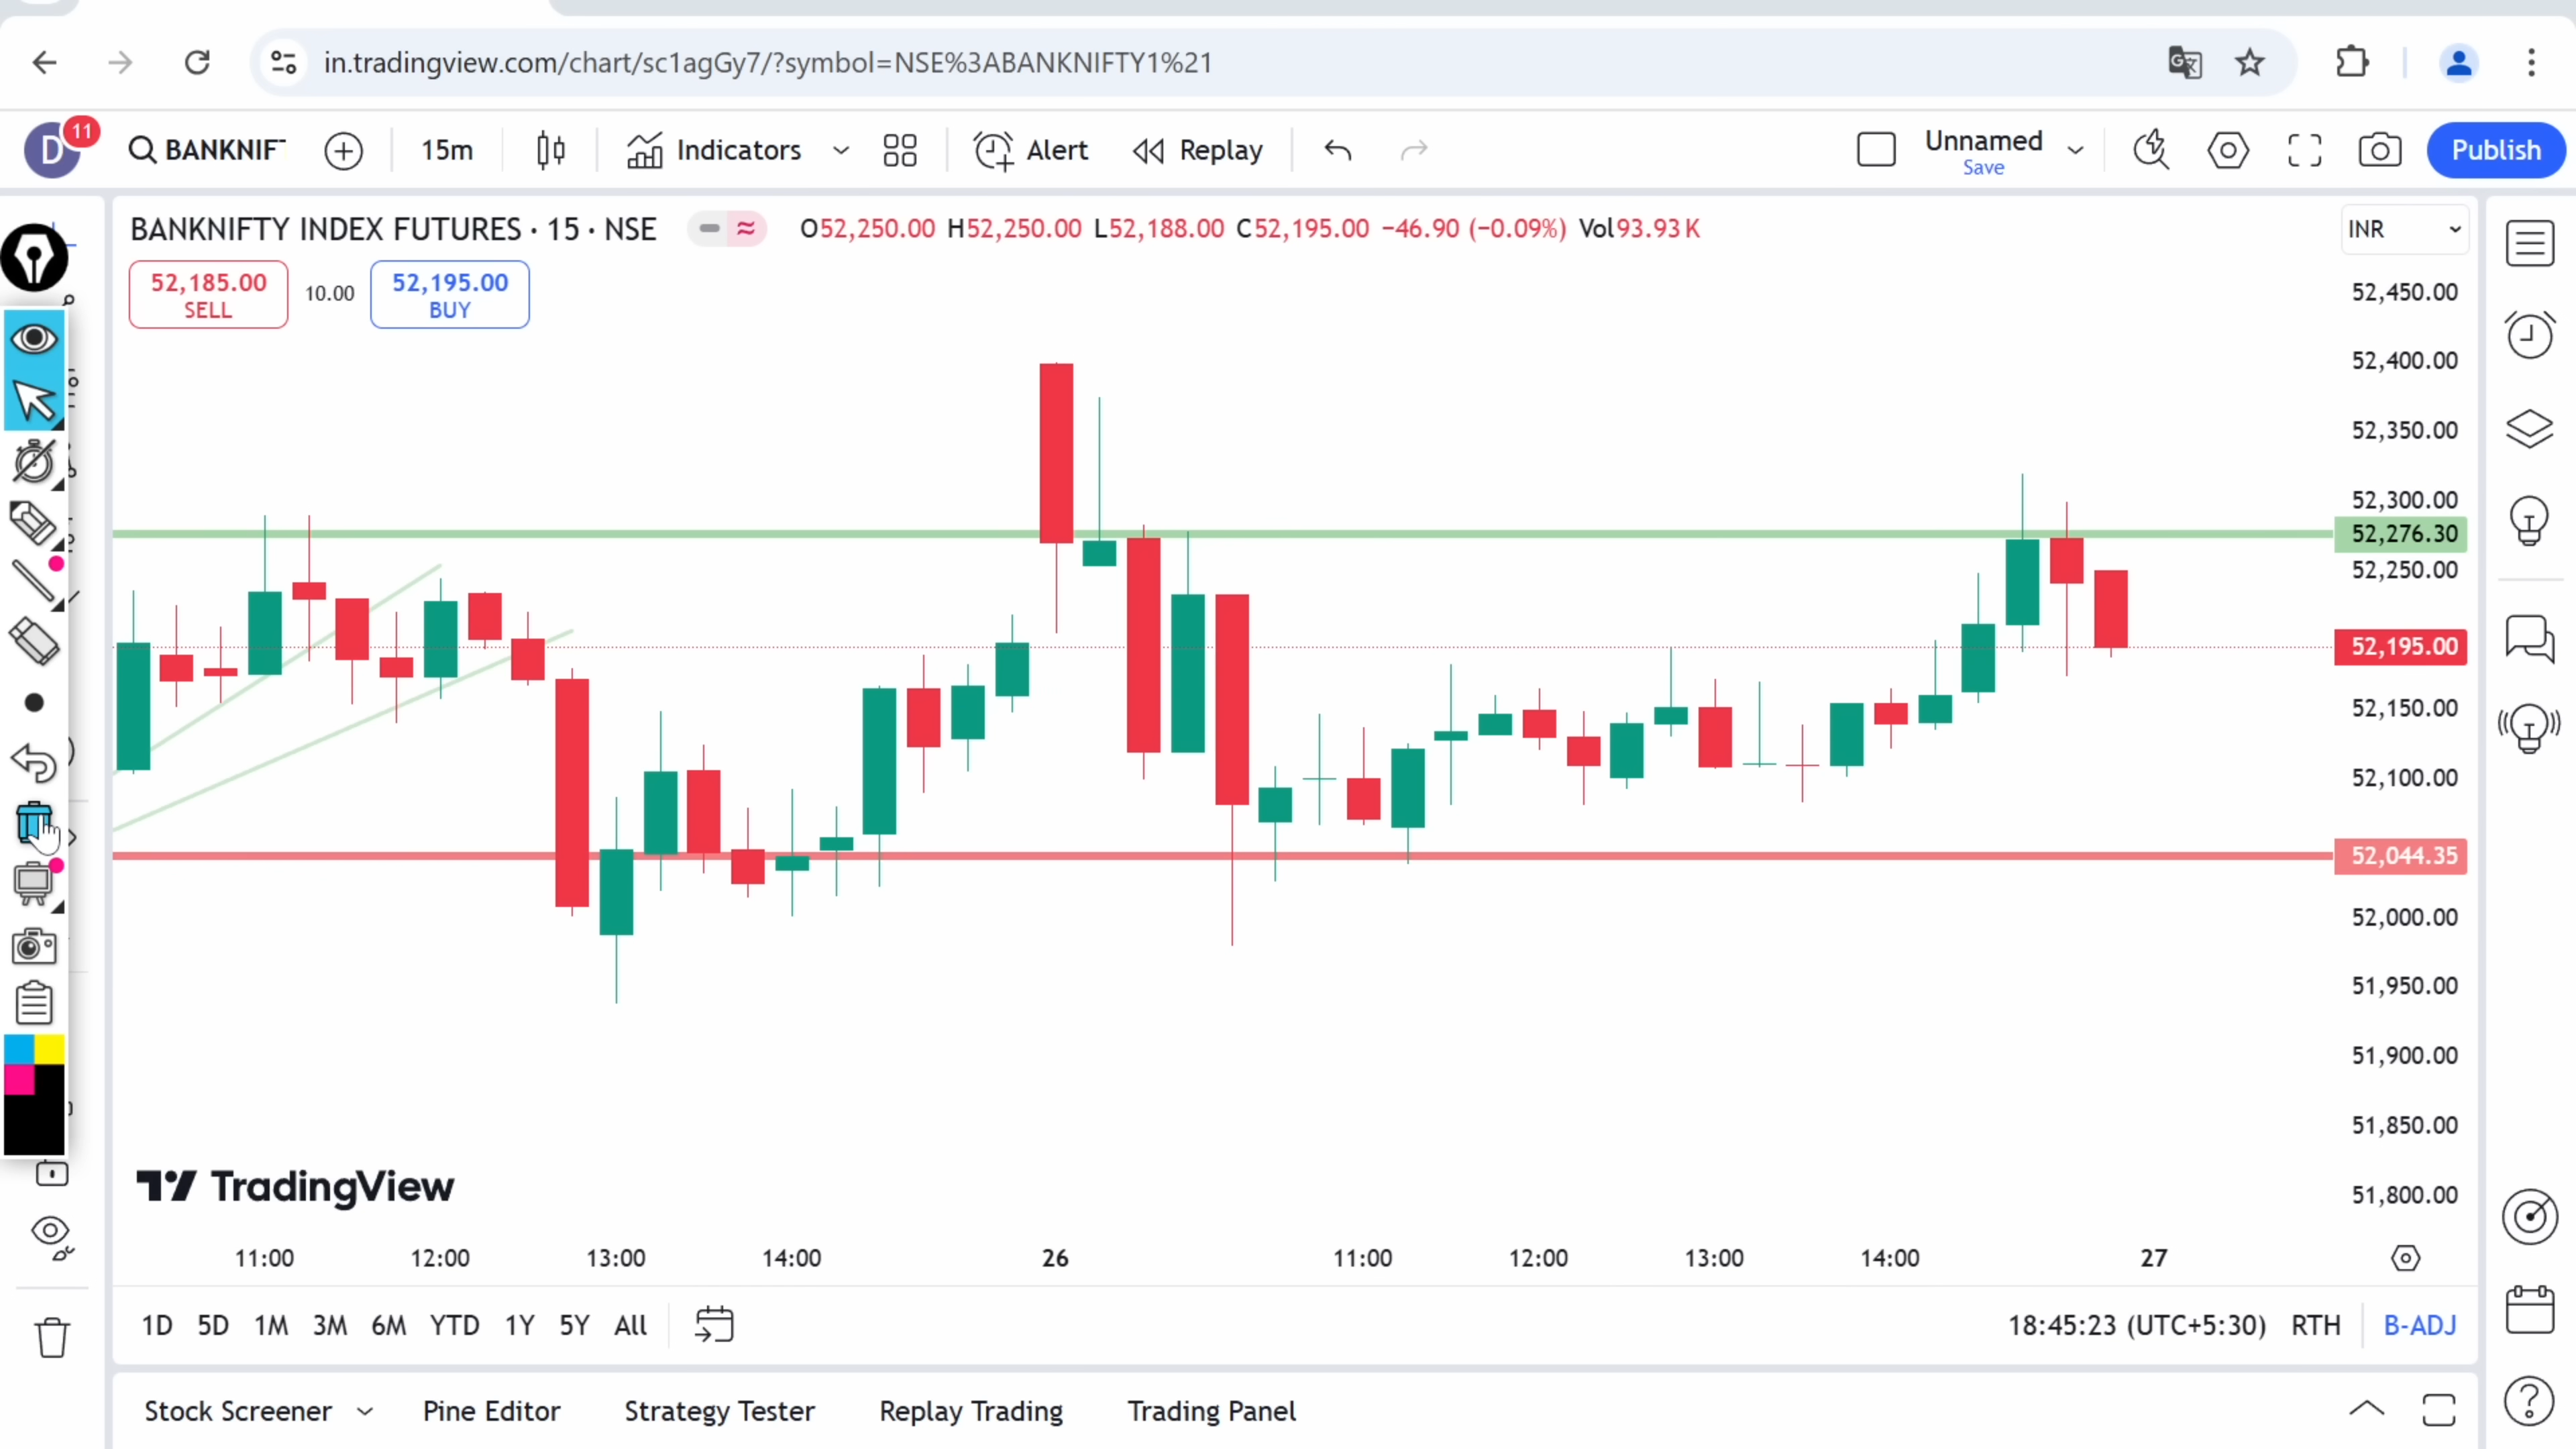 in.tradingview.com/chart/sc1agGy7/?symbol=NSE%3ABANKNIFTY1%21
D 11 BANKNIF 15m Indicators Alert Replay Unnamed Publish
Save
BANKNIFTY INDEX FUTURES · 15 · NSE O52,250.00 H52,250.00 L52,188.00 C52,195.00 −46.90 (−0.09%) Vol93.93 K INR
52,185.00 10.00 52,195.00
SELL BUY
52,450.00
52,400.00
52,350.00
52,300.00
52,276.30
52,250.00
52,195.00
52,150.00
52,100.00
52,044.35
52,000.00
51,950.00
51,900.00
51,850.00
51,800.00
TradingView
11:00 12:00 13:00 14:00 26 11:00 12:00 13:00 14:00 27
1D 5D 1M 3M 6M YTD 1Y 5Y All 18:45:23 (UTC+5:30) RTH B-ADJ
Stock Screener Pine Editor Strategy Tester Replay Trading Trading Panel